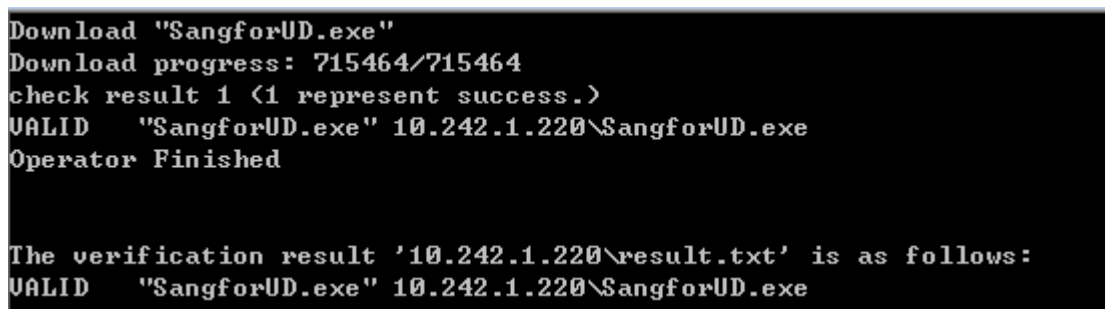 Download "SangforUD.exe"
Download progress: 715464/715464
check result 1 (1 represent success.)
VALID   "SangforUD.exe" 10.242.1.220\SangforUD.exe
Operator Finished
The verification result '10.242.1.220\result.txt' is as follows:
VALID   "SangforUD.exe" 10.242.1.220\SangforUD.exe